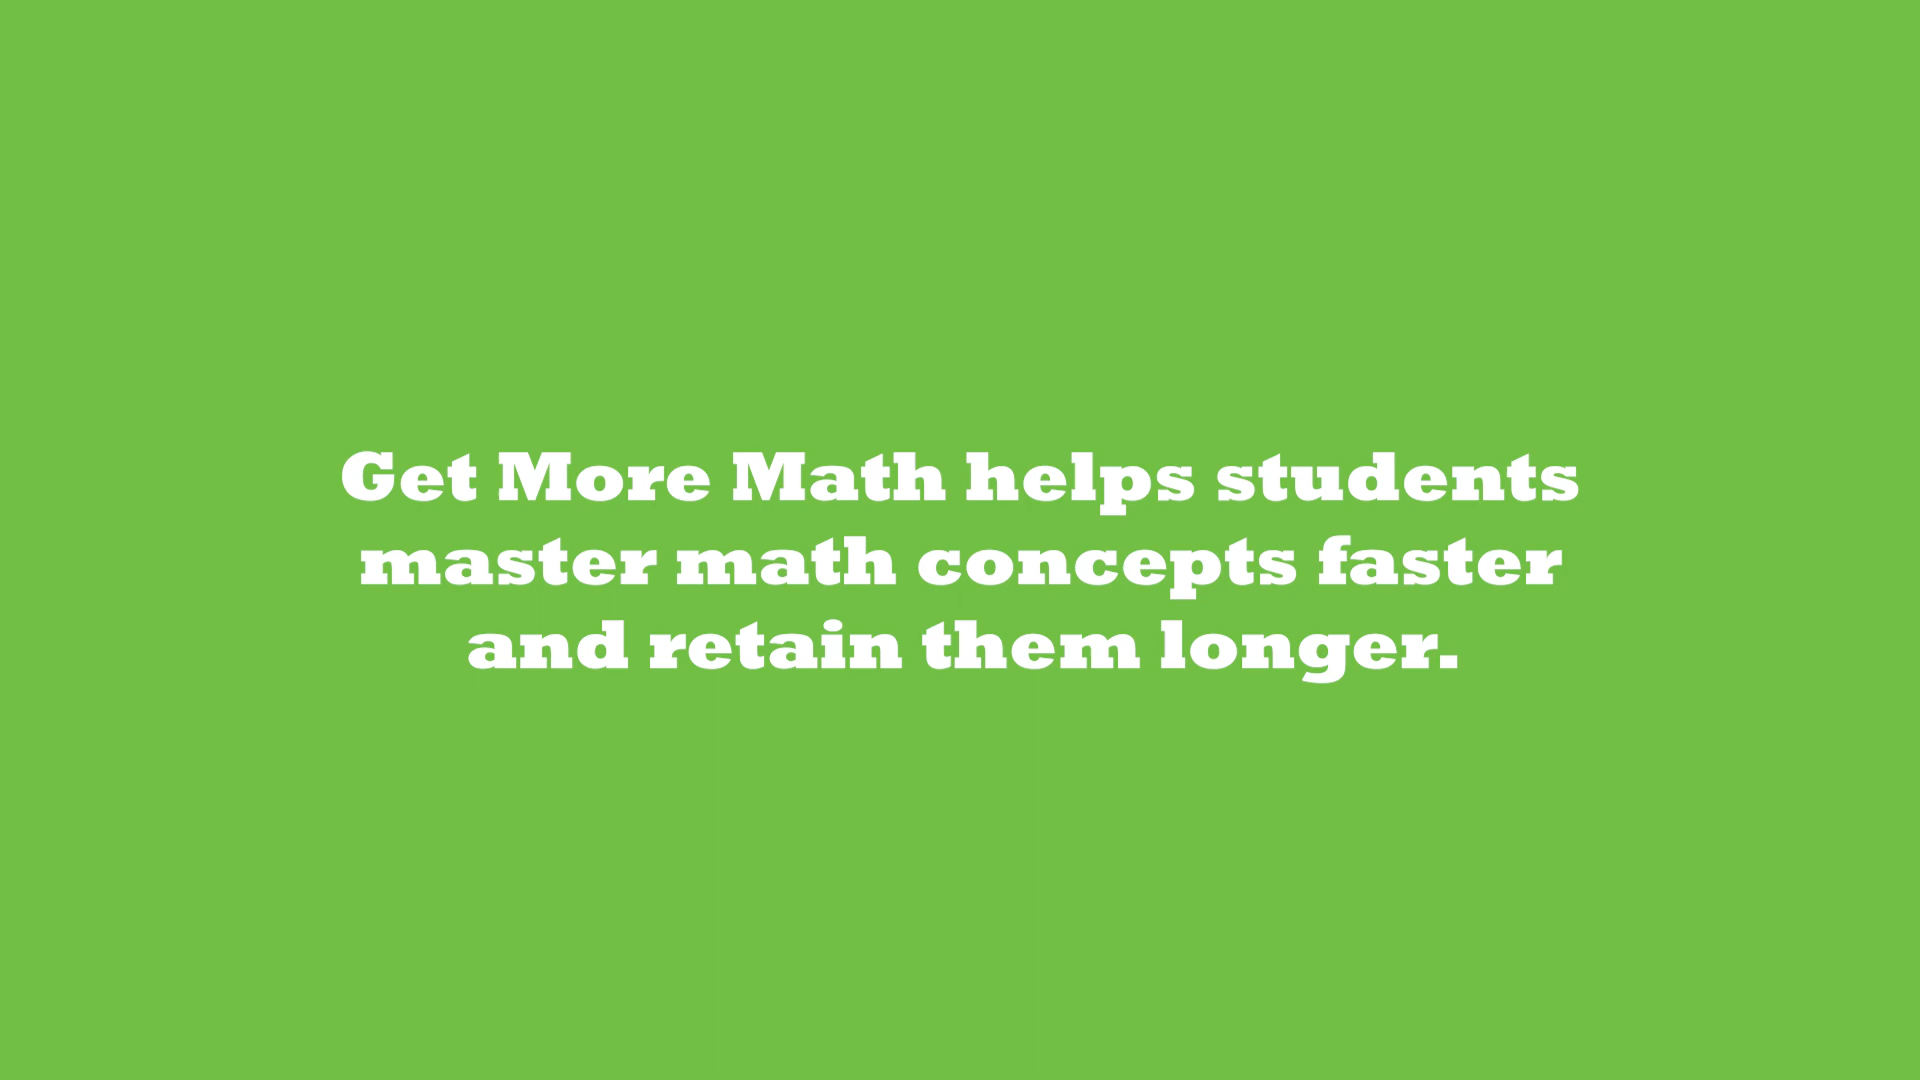 Get More Math helps students
master math concepts faster
and retain them longer.